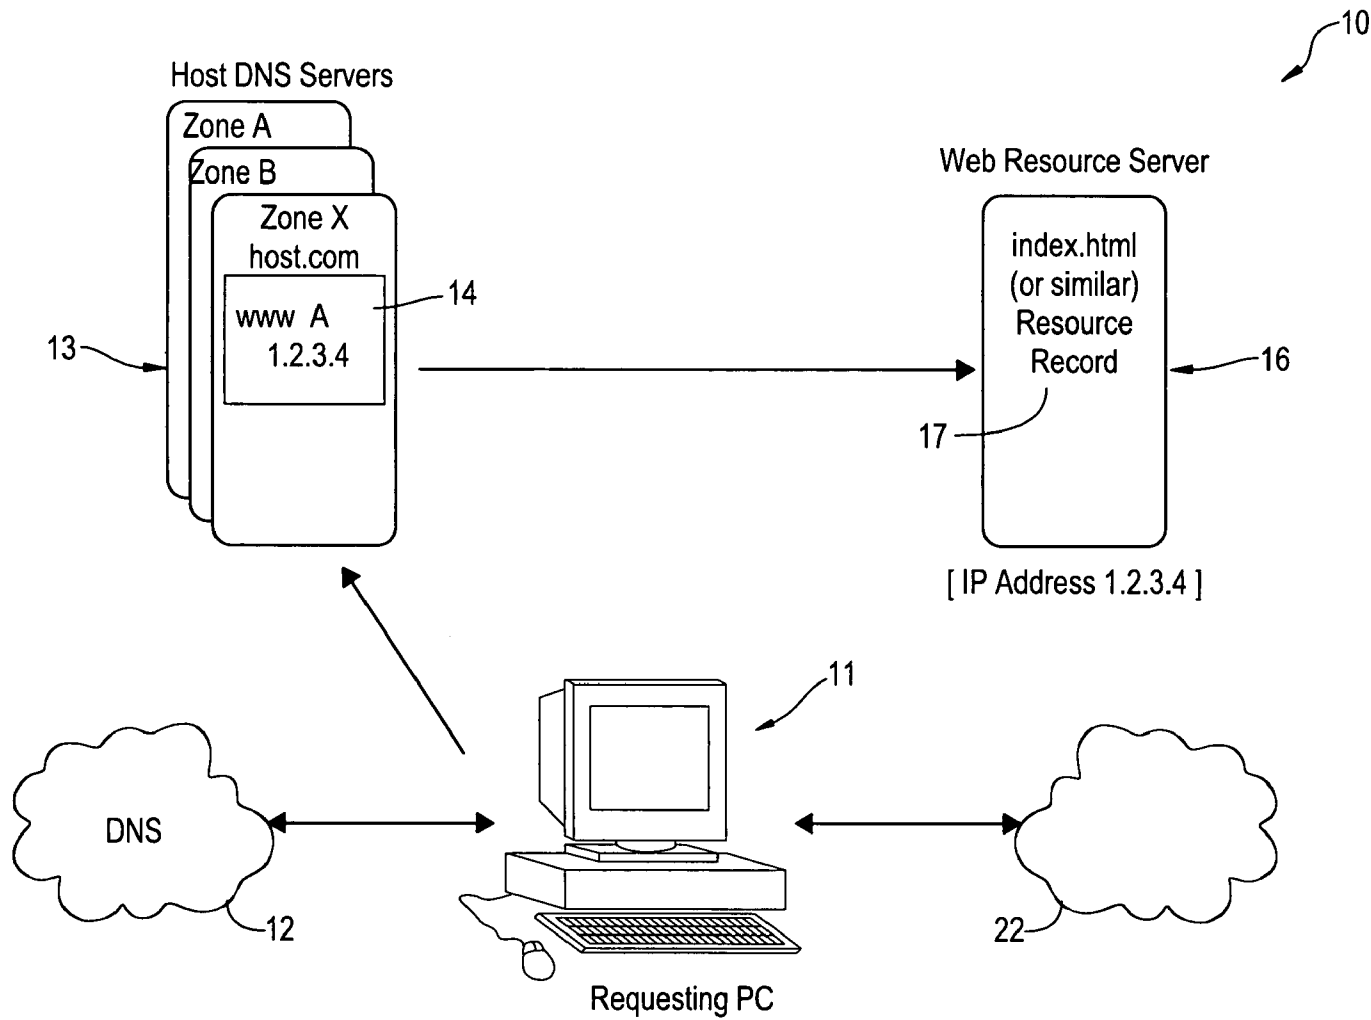 10
Host DNS Servers
Zone A
Zone B
Zone X
host.com
www A
1.2.3.4
14
13
Web Resource Server
index.html
(or similar)
Resource
Record
17
16
[ IP Address 1.2.3.4 ]
11
DNS
12
22
Requesting PC